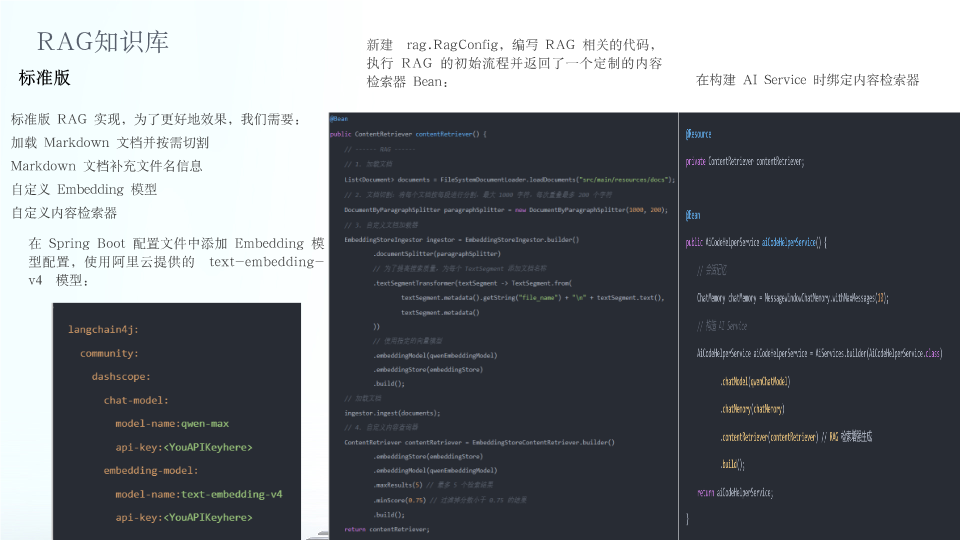 RAG知识库
标准版
标准版 RAG 实现，为了更好地效果，我们需要：
加载 Markdown 文档并按需切割
Markdown 文档补充文件名信息
自定义 Embedding 模型
自定义内容检索器
在 Spring Boot 配置文件中添加 Embedding 模
型配置，使用阿里云提供的 text-embedding-
v4 模型：
langchain4j:
community:
dashscope:
chat-model:
model-name:qwen-max
api-key:<YouAPIKeyhere>
embedding-model:
model-name:text-embedding-v4
api-key:<YouAPIKeyhere>
新建 rag.RagConfig，编写 RAG 相关的代码，
执行 RAG 的初始流程并返回了一个定制的内容
检索器 Bean：
@Bean
public ContentRetriever contentRetriever() {
// ------ RAG ------
// 1. 加载文档
List<Document> documents = FileSystemDocumentLoader.loadDocuments("src/main/resources/docs");
// 2. 文档切割：将每个文档按每段进行分割，最大 1000 字符，每次重叠最多 200 个字符
DocumentByParagraphSplitter paragraphSplitter = new DocumentByParagraphSplitter(1000, 200);
// 3. 自定义文档加载器
EmbeddingStoreIngestor ingestor = EmbeddingStoreIngestor.builder()
.documentSplitter(paragraphSplitter)
// 为了提高搜索质量，为每个 TextSegment 添加文档名称
.textSegmentTransformer(textSegment -> TextSegment.from(
textSegment.metadata().getString("file_name") + "\n" + textSegment.text(),
textSegment.metadata()
))
// 使用指定的向量模型
.embeddingModel(qwenEmbeddingModel)
.embeddingStore(embeddingStore)
.build();
// 加载文档
ingestor.ingest(documents);
// 4. 自定义内容查询器
ContentRetriever contentRetriever = EmbeddingStoreContentRetriever.builder()
.embeddingStore(embeddingStore)
.embeddingModel(qwenEmbeddingModel)
.maxResults(5) // 最多 5 个检索结果
.minScore(0.75) // 过滤掉分数小于 0.75 的结果
.build();
return contentRetriever;
在构建 AI Service 时绑定内容检索器
@Resource
private ContentRetriever contentRetriever;
@Bean
public AiCodeHelperService aiCodeHelperService() {
// 会话记忆
ChatMemory chatMemory = MessageWindowChatMemory.withMaxMessages(10);
// 构造 AI Service
AiCodeHelperService aiCodeHelperService = AiServices.builder(AiCodeHelperService.class)
.chatModel(qwenChatModel)
.chatMemory(chatMemory)
.contentRetriever(contentRetriever) // RAG 检索增强生成
.build();
return aiCodeHelperService;
}